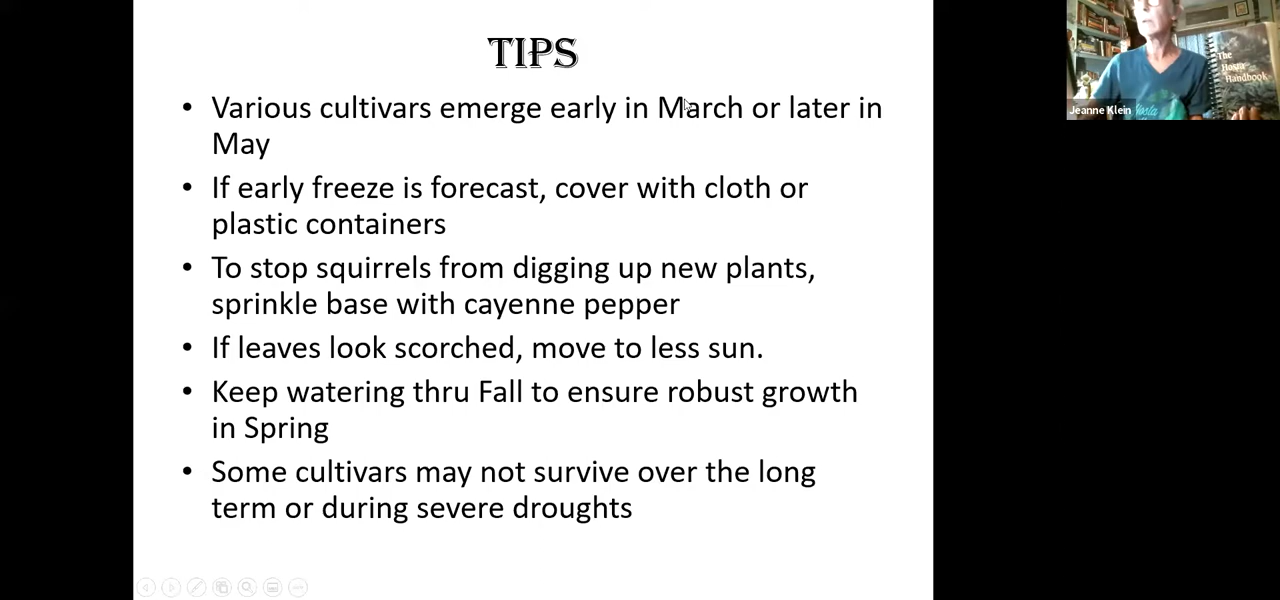 TIPS
• Various cultivars emerge early in March or later in
May
• If early freeze is forecast, cover with cloth or
plastic containers
• To stop squirrels from digging up new plants,
sprinkle base with cayenne pepper
• If leaves look scorched, move to less sun.
• Keep watering thru Fall to ensure robust growth
in Spring
• Some cultivars may not survive over the long
term or during severe droughts
The
Hosta
Handbook
Jeanne Klein
Hosta